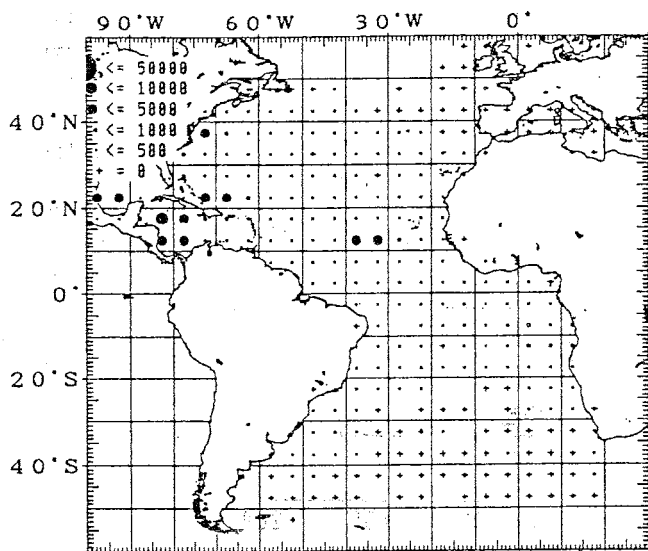 90°W 60°W 30°W 0°
<= 50000
<= 10000
<= 5000
40°N <= 1000
<= 500
+ = 0
20°N
0°
20°S
40°S